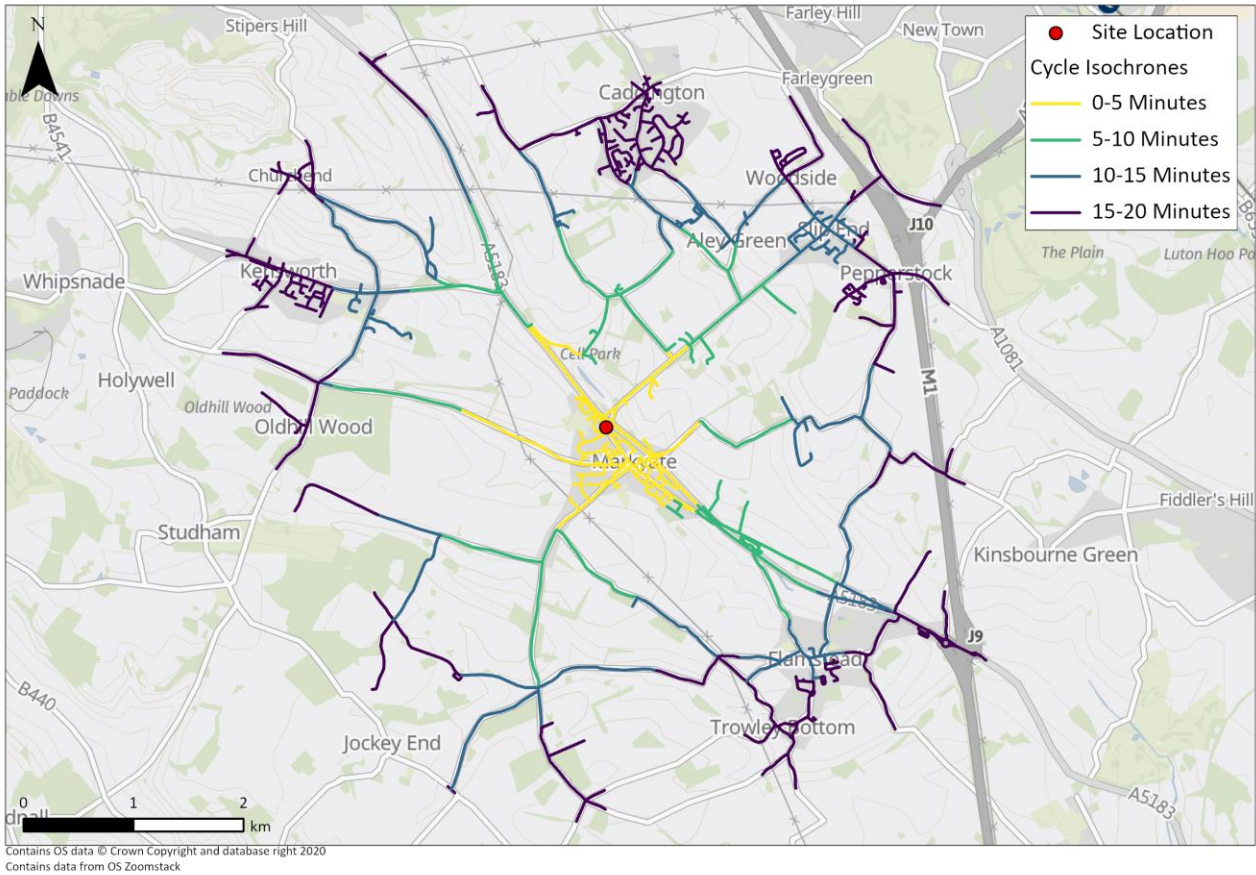 N
Stipers Hill
Farley Hill
New Town
Site Location
Cycle Isochrones
0-5 Minutes
5-10 Minutes
10-15 Minutes
15-20 Minutes
Farleygreen
Caddington
ble Downs
B4541
Churchend
Woodside
J10
Slip End
Aley Green
A5183
The Plain
Luton Hoo Pa
Kensworth
Whipsnade
Pepperstock
A1081
Cell Park
M1
Holywell
Paddock
Oldhill Wood
Oldhill Wood
Markyate
Fiddler's Hill
Studham
Kinsbourne Green
A5183
J9
Flamstead
B440
Jockey End
Trowley Bottom
A5183
0 1 2
km
dnall
Contains OS data © Crown Copyright and database right 2020
Contains data from OS Zoomstack